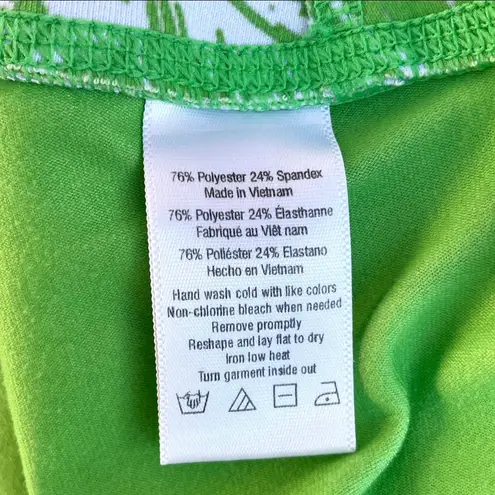 76% Polyester 24% Spandex
Made in Vietnam
76% Polyester 24% Élasthanne
Fabriqué au Việt nam
76% Poliéster 24% Elastano
Hecho en Vietnam
Hand wash cold with like colors
Non-chlorine bleach when needed
Remove promptly
Reshape and lay flat to dry
Iron low heat
Turn garment inside out